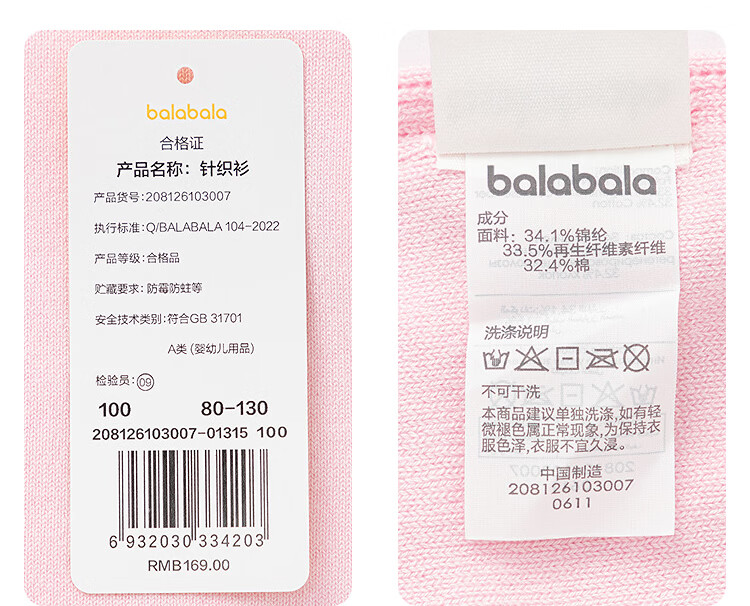 balabala
合格证
产品名称：针织衫
产品货号：208126103007
执行标准：Q/BALABALA 104-2022
产品等级：合格品
贮藏要求：防霉防蛀等
安全技术类别：符合GB 31701
A类 (婴幼儿用品)
检验员：09
100 80-130
208126103007-01315 100
6 932030 334203
RMB169.00
balabala
成分
面料：34.1%锦纶
33.5%再生纤维素纤维
32.4%棉
洗涤说明
不可干洗
本商品建议单独洗涤,如有轻
微褪色属正常现象,为保持衣
服色泽,衣服不宜久浸。
中国制造
208126103007
0611